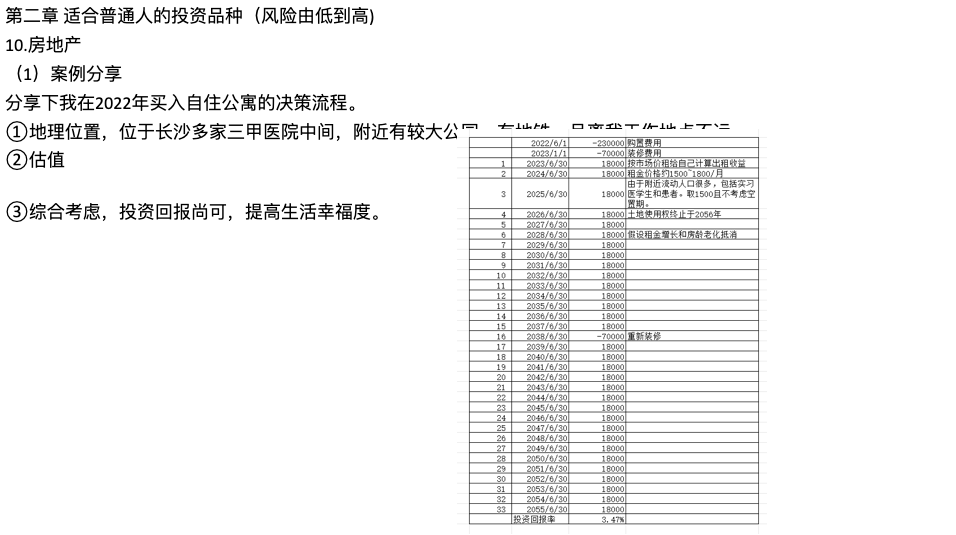 第二章 适合普通人的投资品种（风险由低到高)
10.房地产
（1）案例分享
分享下我在2022年买入自住公寓的决策流程。
①地理位置，位于长沙多家三甲医院中间，附近有较大公园，有地铁，且离我工作地点不远
②估值
③综合考虑，投资回报尚可，提高生活幸福度。
2022/6/1 -230000 购置费用
2023/1/1 -70000 装修费用
1 2023/6/30 18000 按市场价租给自己计算出租收益
2 2024/6/30 18000 租金价格约1500~1800/月
3 2025/6/30 18000 由于附近流动人口很多，包括实习
医学生和患者。取1500且不考虑空
置期。
4 2026/6/30 18000 土地使用权终止于2056年
5 2027/6/30 18000
6 2028/6/30 18000 假设租金增长和房龄老化抵消
7 2029/6/30 18000
8 2030/6/30 18000
9 2031/6/30 18000
10 2032/6/30 18000
11 2033/6/30 18000
12 2034/6/30 18000
13 2035/6/30 18000
14 2036/6/30 18000
15 2037/6/30 18000
16 2038/6/30 -70000 重新装修
17 2039/6/30 18000
18 2040/6/30 18000
19 2041/6/30 18000
20 2042/6/30 18000
21 2043/6/30 18000
22 2044/6/30 18000
23 2045/6/30 18000
24 2046/6/30 18000
25 2047/6/30 18000
26 2048/6/30 18000
27 2049/6/30 18000
28 2050/6/30 18000
29 2051/6/30 18000
30 2052/6/30 18000
31 2053/6/30 18000
32 2054/6/30 18000
33 2055/6/30 18000
投资回报率 3.47%